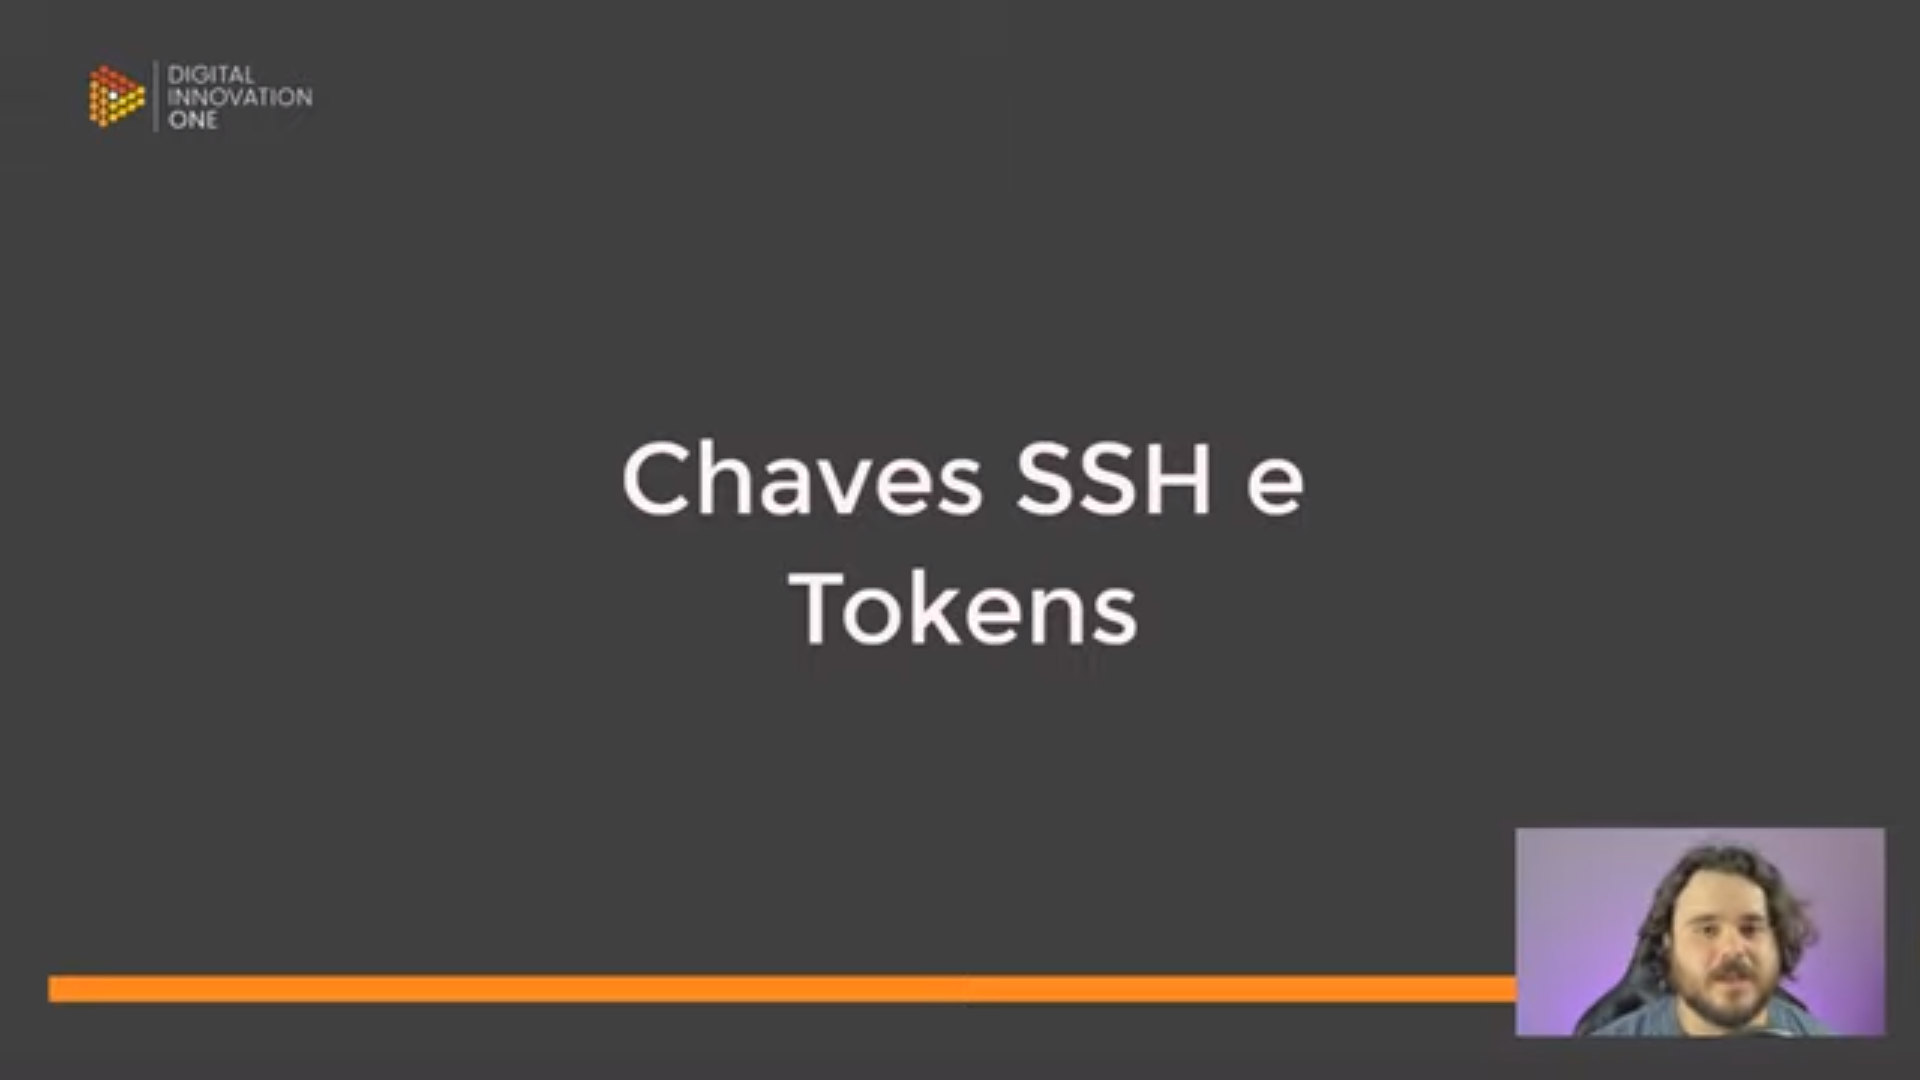 DIGITAL
INNOVATION
ONE
Chaves SSH e
Tokens